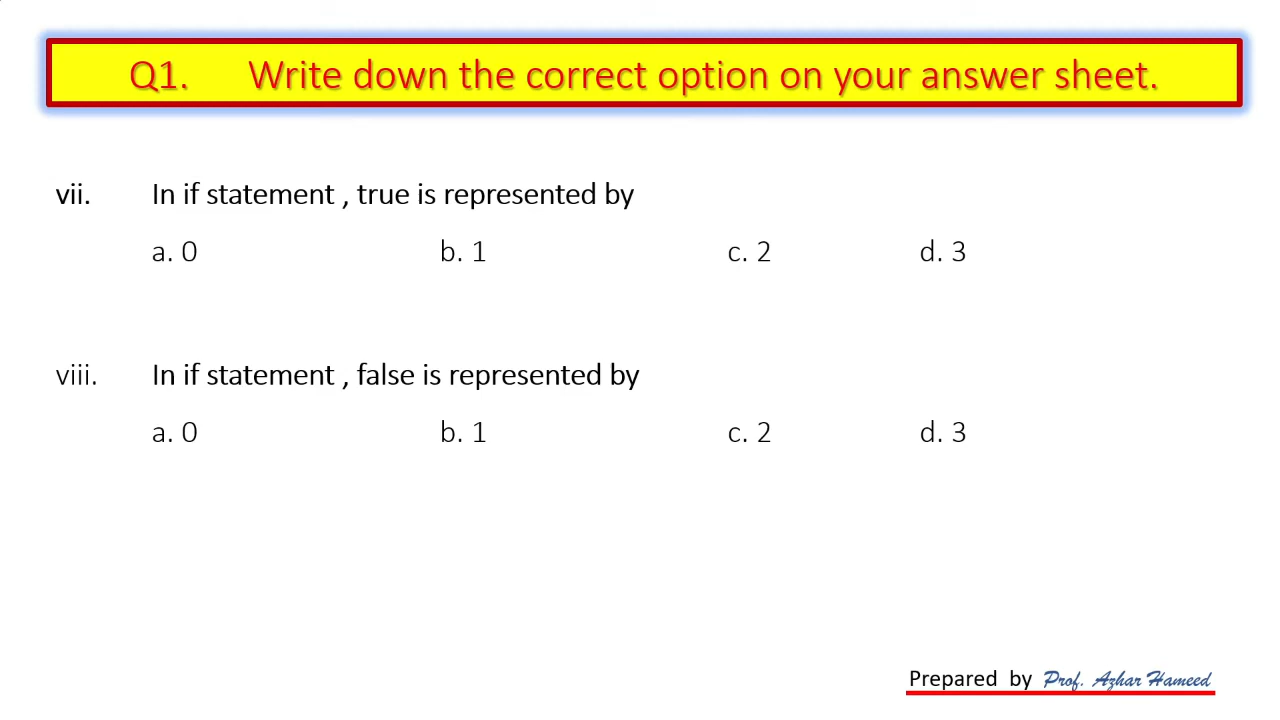 Q1. Write down the correct option on your answer sheet.
vii. In if statement , true is represented by
a. 0 b. 1 c. 2 d. 3
viii. In if statement , false is represented by
a. 0 b. 1 c. 2 d. 3
Prepared by Prof. Azhar Hameed